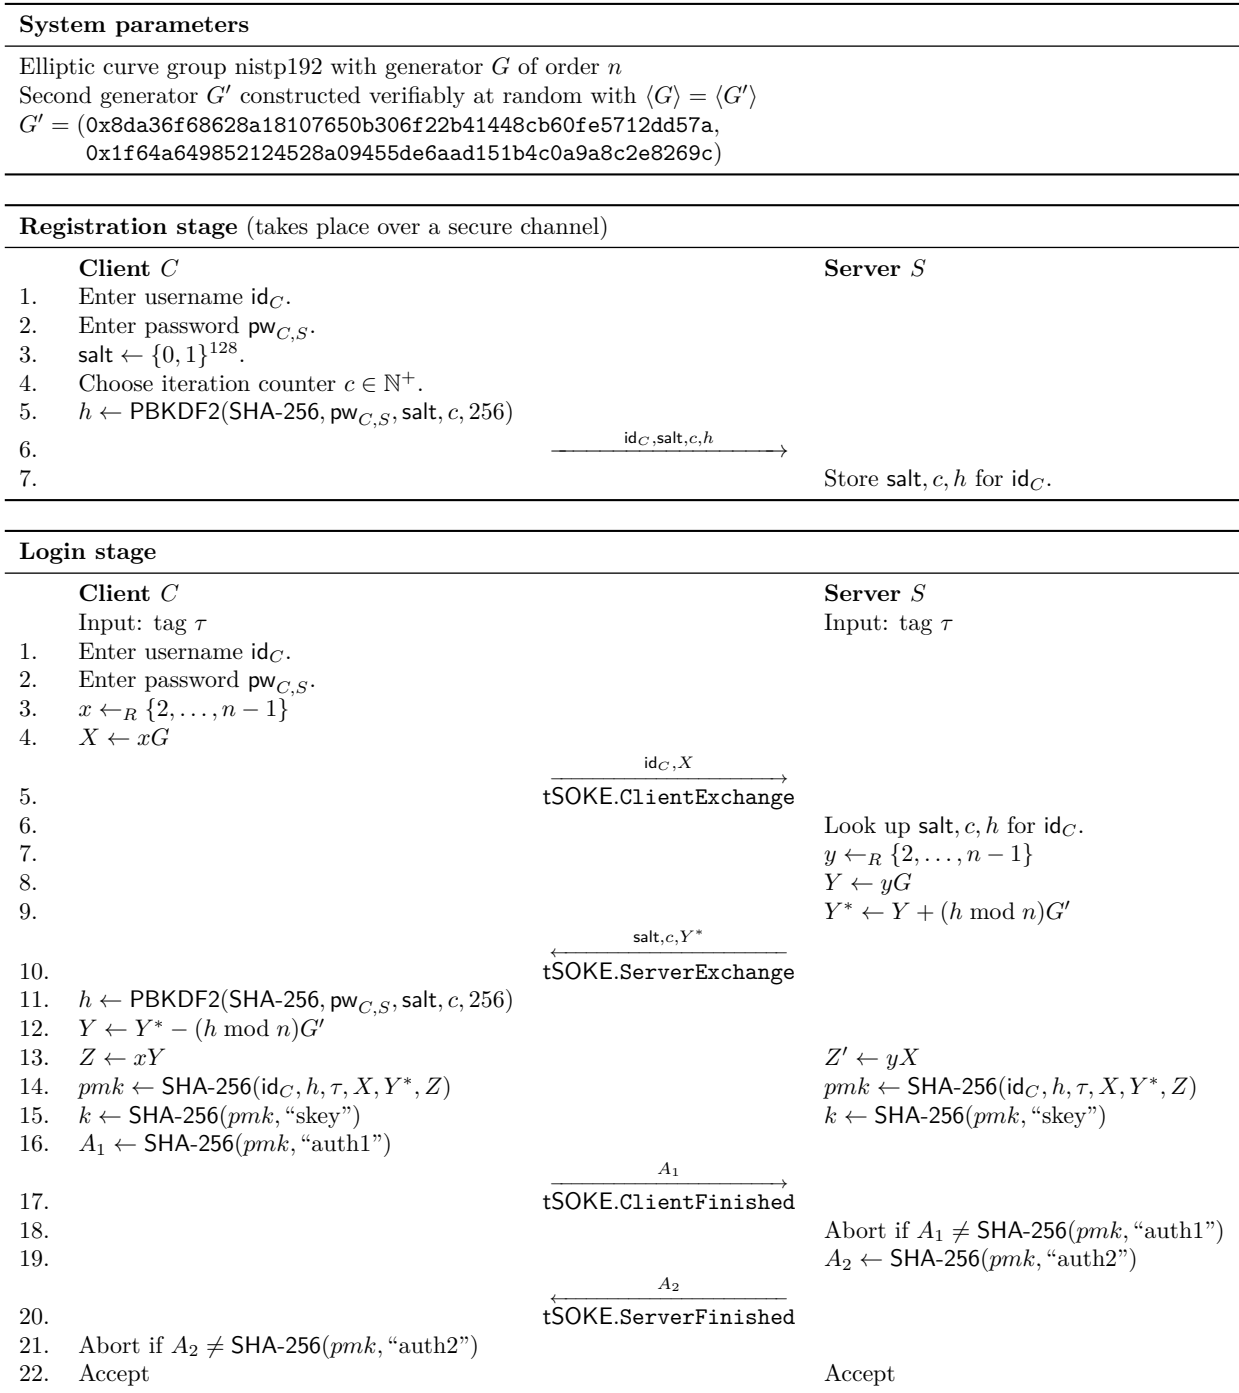 System parameters
Elliptic curve group nistp192 with generator G of order n
Second generator G′ constructed verifiably at random with ⟨G⟩ = ⟨G′⟩
G′ = (0x8da36f68628a18107650b306f22b41448cb60fe5712dd57a,
0x1f64a649852124528a09455de6aad151b4c0a9a8c2e8269c)
Registration stage (takes place over a secure channel)
Client C Server S
1. Enter username id_C.
2. Enter password pw_{C,S}.
3. salt ← {0, 1}^{128}.
4. Choose iteration counter c ∈ ℕ⁺.
5. h ← PBKDF2(SHA-256, pw_{C,S}, salt, c, 256)
6. id_C,salt,c,h
7. Store salt, c, h for id_C.
Login stage
Client C Server S
Input: tag τ Input: tag τ
1. Enter username id_C.
2. Enter password pw_{C,S}.
3. x ←_R {2, . . . , n − 1}
4. X ← xG
id_C,X
5. tSOKE.ClientExchange
6. Look up salt, c, h for id_C.
7. y ←_R {2, . . . , n − 1}
8. Y ← yG
9. Y* ← Y + (h mod n)G′
salt,c,Y*
10. tSOKE.ServerExchange
11. h ← PBKDF2(SHA-256, pw_{C,S}, salt, c, 256)
12. Y ← Y* − (h mod n)G′
13. Z ← xY Z′ ← yX
14. pmk ← SHA-256(id_C, h, τ, X, Y*, Z) pmk ← SHA-256(id_C, h, τ, X, Y*, Z)
15. k ← SHA-256(pmk, “skey”) k ← SHA-256(pmk, “skey”)
16. A₁ ← SHA-256(pmk, “auth1”)
A₁
17. tSOKE.ClientFinished
18. Abort if A₁ ≠ SHA-256(pmk, “auth1”)
19. A₂ ← SHA-256(pmk, “auth2”)
A₂
20. tSOKE.ServerFinished
21. Abort if A₂ ≠ SHA-256(pmk, “auth2”)
22. Accept Accept